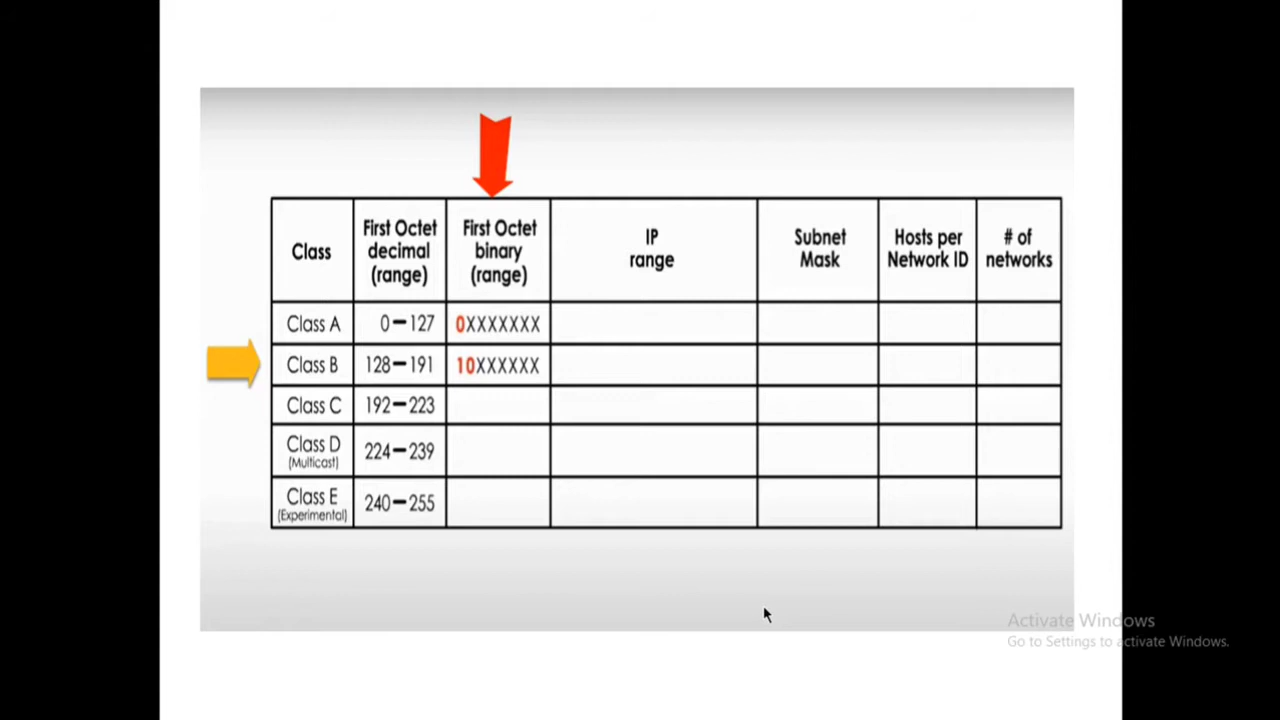 Class
First Octet
decimal
(range)
First Octet
binary
(range)
IP
range
Subnet
Mask
Hosts per
Network ID
# of
networks
Class A
0–127
0XXXXXXX
Class B
128–191
10XXXXXX
Class C
192–223
Class D
(Multicast)
224–239
Class E
(Experimental)
240–255
Activate Windows
Go to Settings to activate Windows.